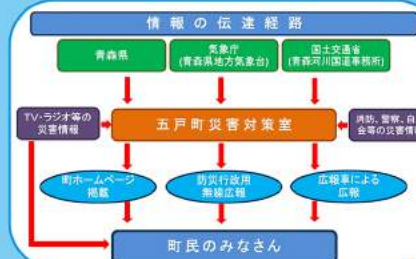 情報の伝達経路
青森県
気象庁
(青森県地方気象台)
国土交通省
(青森河川国道事務所)
TV・ラジオ等の
災害情報
五戸町災害対策室
消防、警察、自
会等の災害情
町ホームページ
掲載
防災行政用
無線広報
広報車による
広報
町民のみなさん